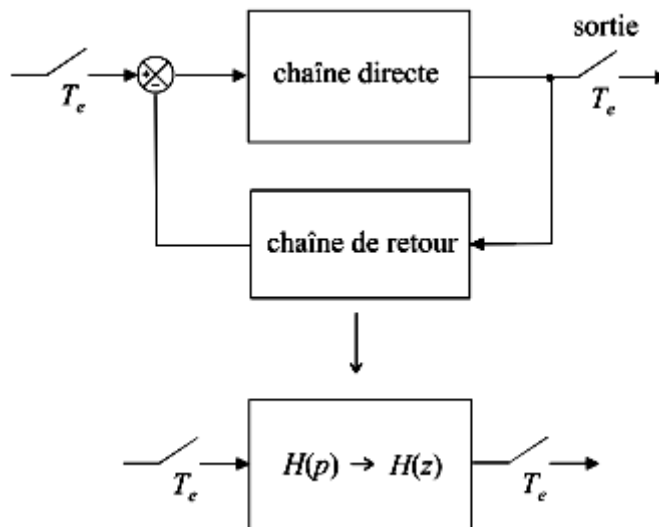 sortie
chaîne directe
T_e
T_e
+
−
chaîne de retour
H(p) → H(z)
T_e
T_e